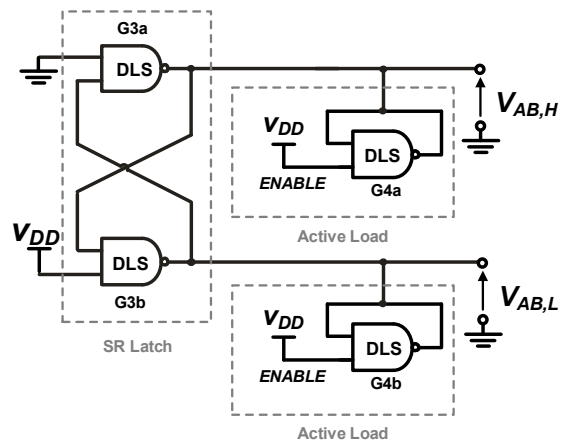 G3a
DLS
V_AB,H
V_DD
DLS
ENABLE
G4a
Active Load
V_DD
DLS
G3b
SR Latch
V_AB,L
V_DD
DLS
ENABLE
G4b
Active Load